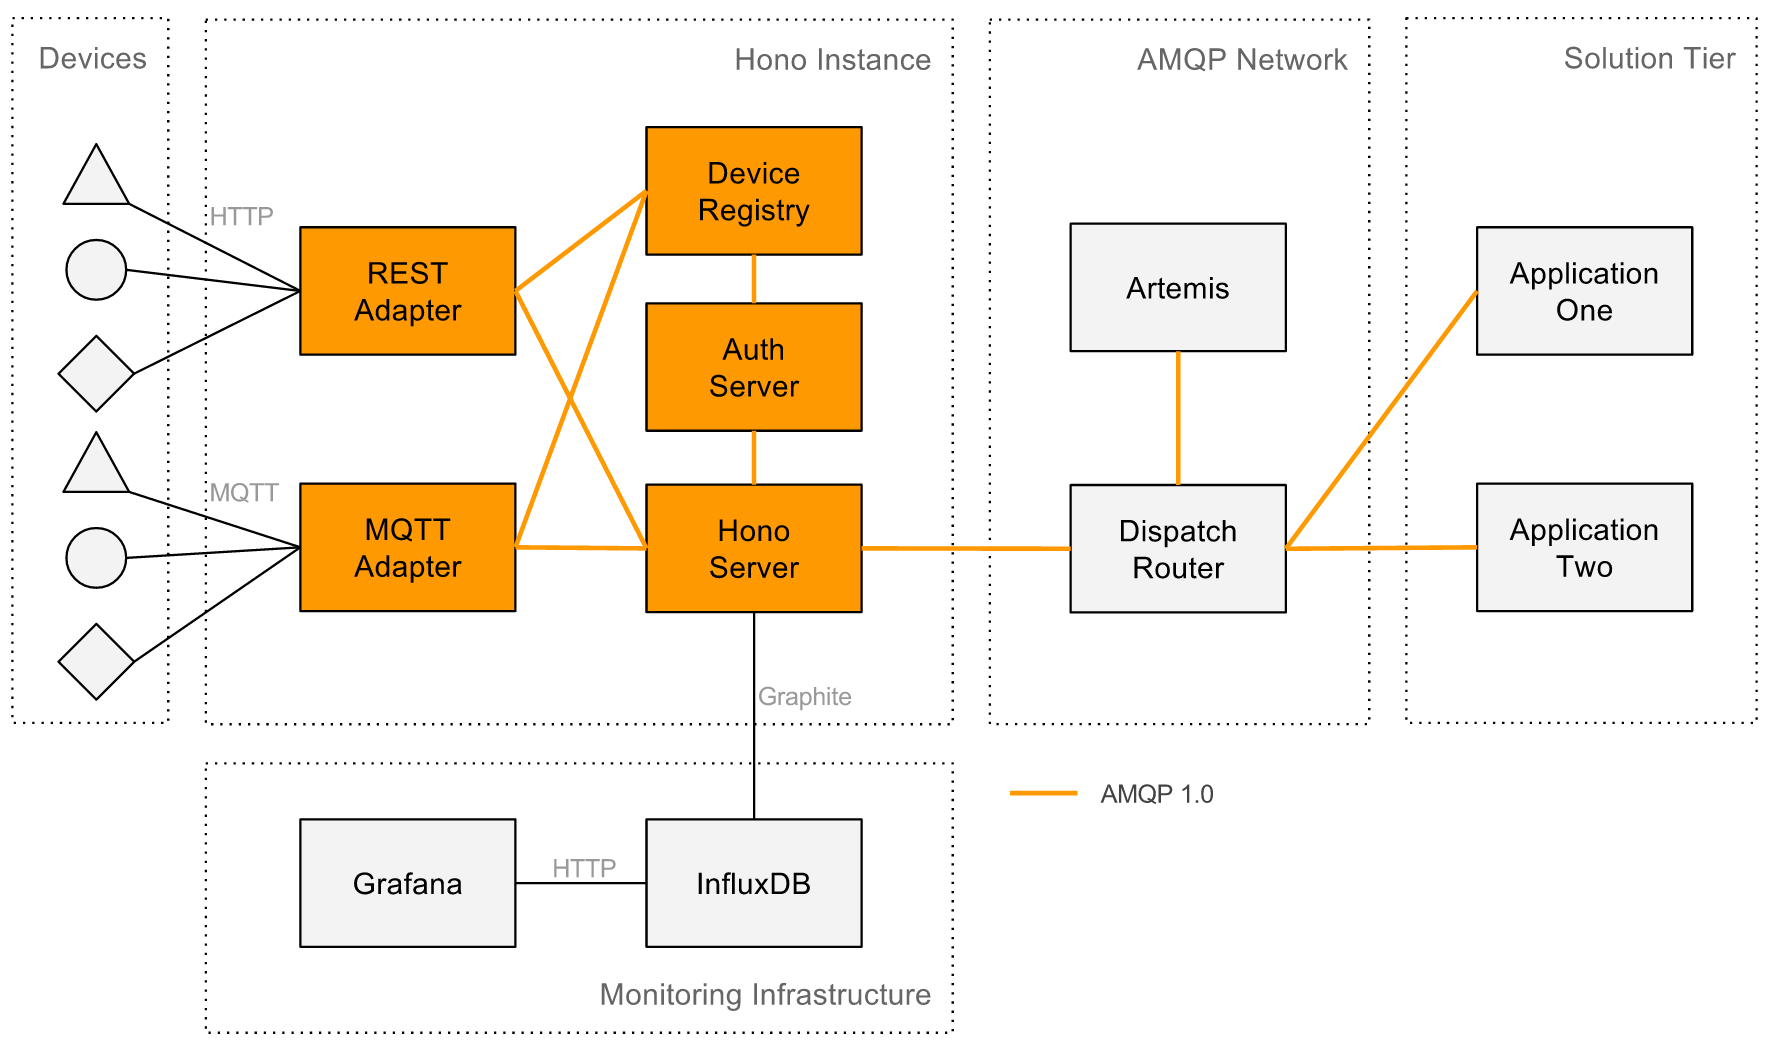 Devices
Hono Instance
AMQP Network
Solution Tier
HTTP
REST
Adapter
MQTT
MQTT
Adapter
Device
Registry
Auth
Server
Hono
Server
Graphite
Artemis
Dispatch
Router
Application
One
Application
Two
Grafana
HTTP
InfluxDB
Monitoring Infrastructure
AMQP 1.0